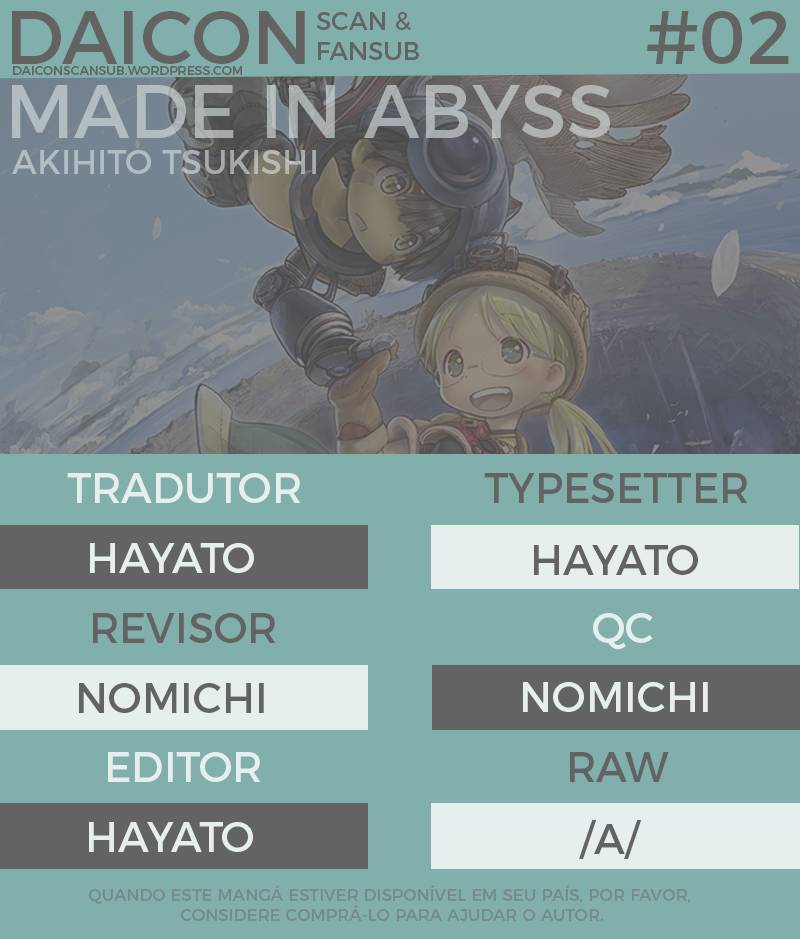 DAICON
SCAN &
FANSUB
#02
DAICONSCANSUB.WORDPRESS.COM
MADE IN ABYSS
AKIHITO TSUKISHI
TRADUTOR
TYPESETTER
HAYATO
HAYATO
REVISOR
QC
NOMICHI
NOMICHI
EDITOR
RAW
HAYATO
/A/
QUANDO ESTE MANGÁ ESTIVER DISPONÍVEL EM SEU PAÍS, POR FAVOR,
CONSIDERE COMPRÁ-LO PARA AJUDAR O AUTOR.